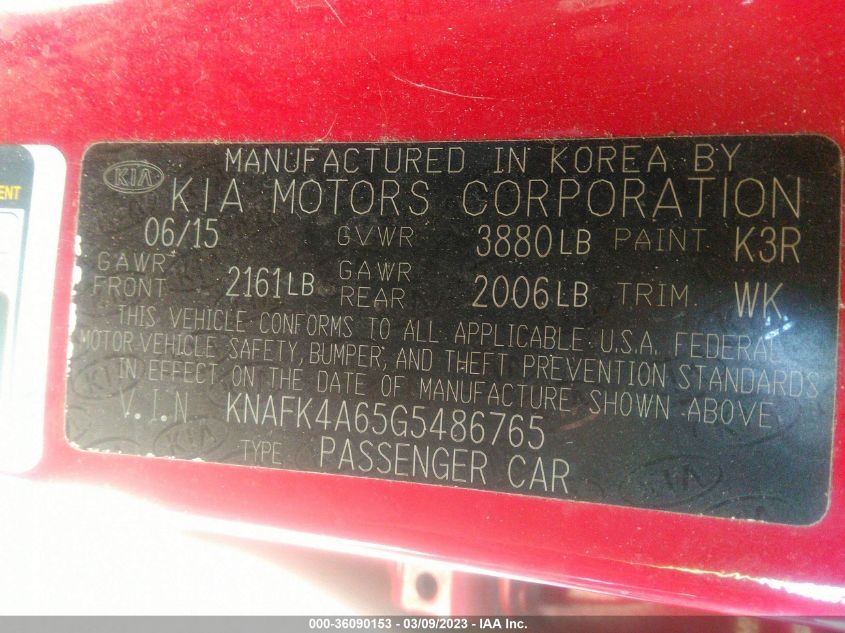 MENT
KIA
MANUFACTURED IN KOREA BY
KIA MOTORS CORPORATION
06/15 GVWR 3880LB PAINT K3R
GAWR FRONT 2161LB GAWR REAR 2006LB TRIM. WK
THIS VEHICLE CONFORMS TO ALL APPLICABLE U.S.A. FEDERAL
MOTOR VEHICLE SAFETY, BUMPER, AND THEFT PREVENTION STANDARDS
IN EFFECT ON THE DATE OF MANUFACTURE SHOWN ABOVE.
V.I.N. KNAFK4A65G5486765
TYPE PASSENGER CAR
000-36090153 — 03/09/2023 — IAA Inc.